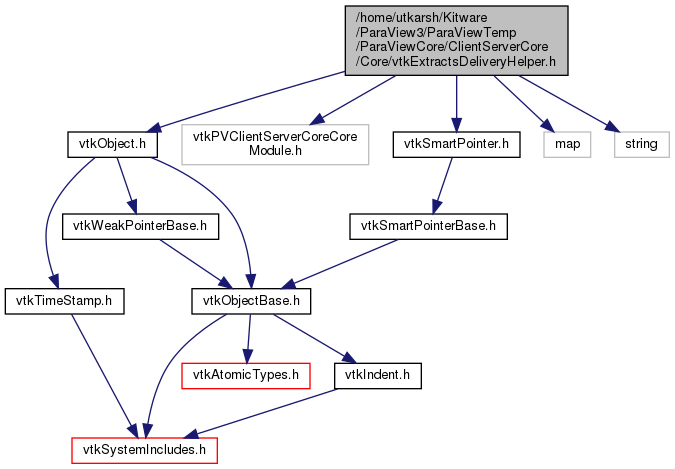 /home/utkarsh/Kitware
/ParaView3/ParaViewTemp
/ParaViewCore/ClientServerCore
/Core/vtkExtractsDeliveryHelper.h
vtkObject.h
vtkPVClientServerCoreCore
Module.h
vtkSmartPointer.h
map
string
vtkWeakPointerBase.h
vtkSmartPointerBase.h
vtkTimeStamp.h
vtkObjectBase.h
vtkAtomicTypes.h
vtkIndent.h
vtkSystemIncludes.h